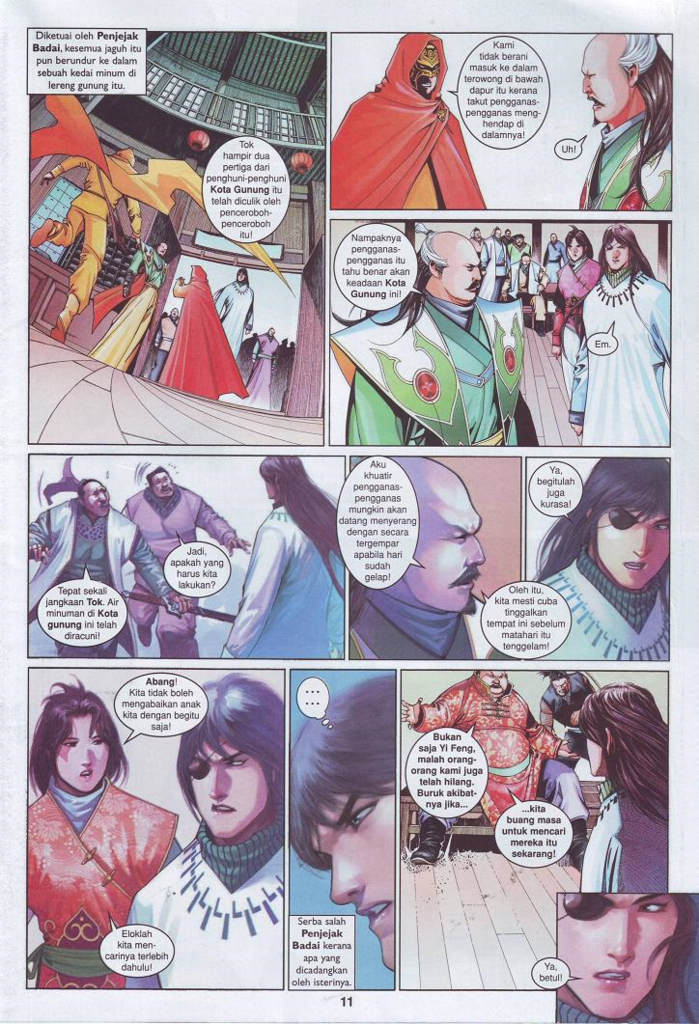 Diketuai oleh Penjejak
Badai, kesemua jaguh itu
pun berundur ke dalam
sebuah kedai minum di
lereng gunung itu.
Tok
hampir dua
pertiga dari
penghuni-penghuni
Kota Gunung itu
telah diculik oleh
penceroboh-
penceroboh
itu!
Kami
tidak berani
masuk ke dalam
terowong di bawah
dapur itu kerana
takut pengganas-
pengganas meng-
hendap di
dalamnya!
Uh!
Nampaknya
pengganas-
pengganas itu
tahu benar akan
keadaan Kota
Gunung ini!
Em.
Tepat sekali
jangkaan Tok. Air
minuman di Kota
gunung ini telah
diracuni!
Jadi,
apakah yang
harus kita
lakukan?
Aku
khuatir
pengganas-
pengganas
mungkin akan
datang menyerang
dengan secara
tergempar
apabila hari
sudah
gelap!
Oleh itu,
kita mesti cuba
tinggalkan
tempat ini sebelum
matahari itu
tenggelam!
Ya,
begitulah
juga
kurasa!
Abang!
Kita tidak boleh
mengabaikan anak
kita dengan begitu
saja!
Eloklah
kita men-
carinya terlebih
dahulu!
...
...
Serba salah
Penjejak
Badai kerana
apa yang
dicadangkan
oleh isterinya.
Bukan
saja Yi Feng,
malah orang-
orang kami juga
telah hilang.
Buruk akibat-
nya jika...
...kita
buang masa
untuk mencari
mereka itu
sekarang!
Ya,
betul!
11